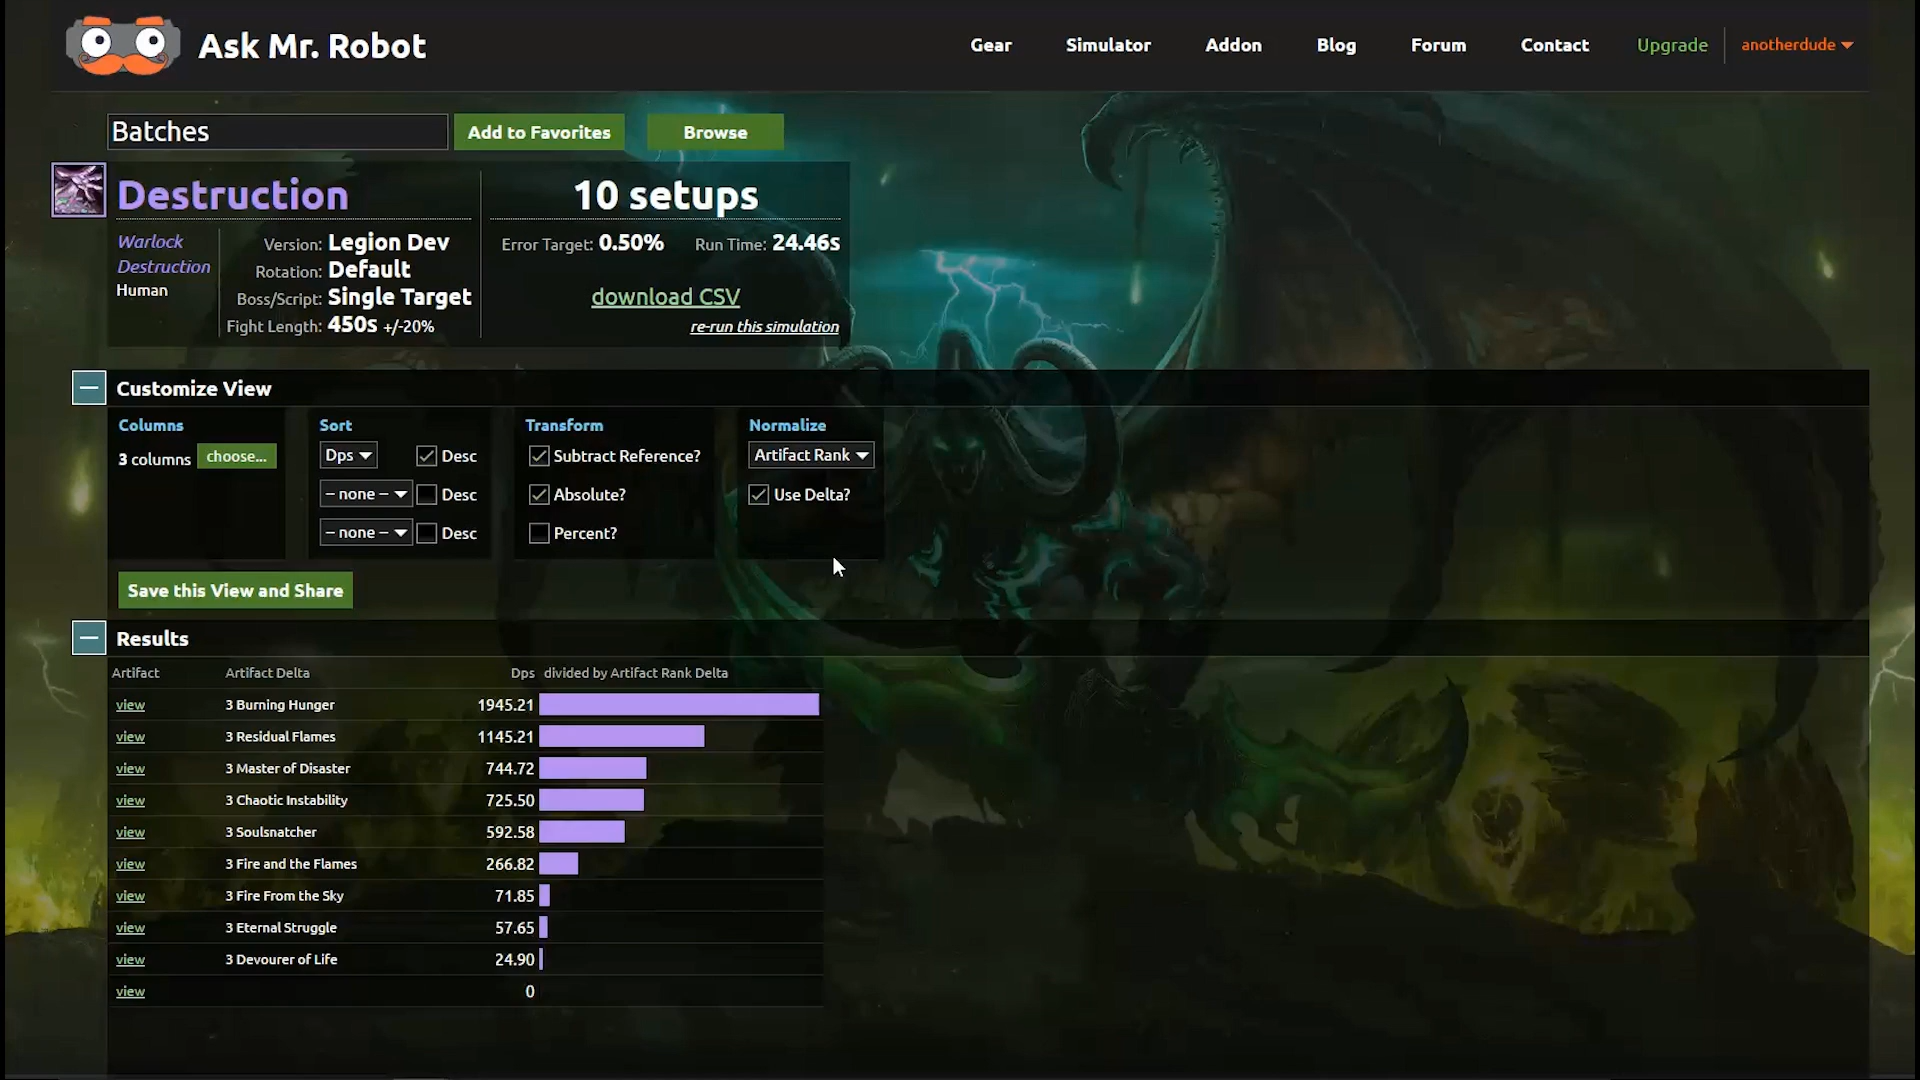 Ask Mr. Robot
Gear Simulator Addon Blog Forum Contact Upgrade anotherdude
Batches Add to Favorites Browse
Destruction
Warlock
Destruction
Human
Version: Legion Dev
Rotation: Default
Boss/Script: Single Target
Fight Length: 450s +/-20%
10 setups
Error Target: 0.50% Run Time: 24.46s
download CSV
re-run this simulation
Customize View
Columns
3 columns choose...
Sort
Dps Desc
-- none -- Desc
-- none -- Desc
Transform
Subtract Reference?
Absolute?
Percent?
Normalize
Artifact Rank
Use Delta?
Save this View and Share
Results
Artifact Artifact Delta Dps divided by Artifact Rank Delta
view 3 Burning Hunger 1945.21
view 3 Residual Flames 1145.21
view 3 Master of Disaster 744.72
view 3 Chaotic Instability 725.50
view 3 Soulsnatcher 592.58
view 3 Fire and the Flames 266.82
view 3 Fire From the Sky 71.85
view 3 Eternal Struggle 57.65
view 3 Devourer of Life 24.90
view 0